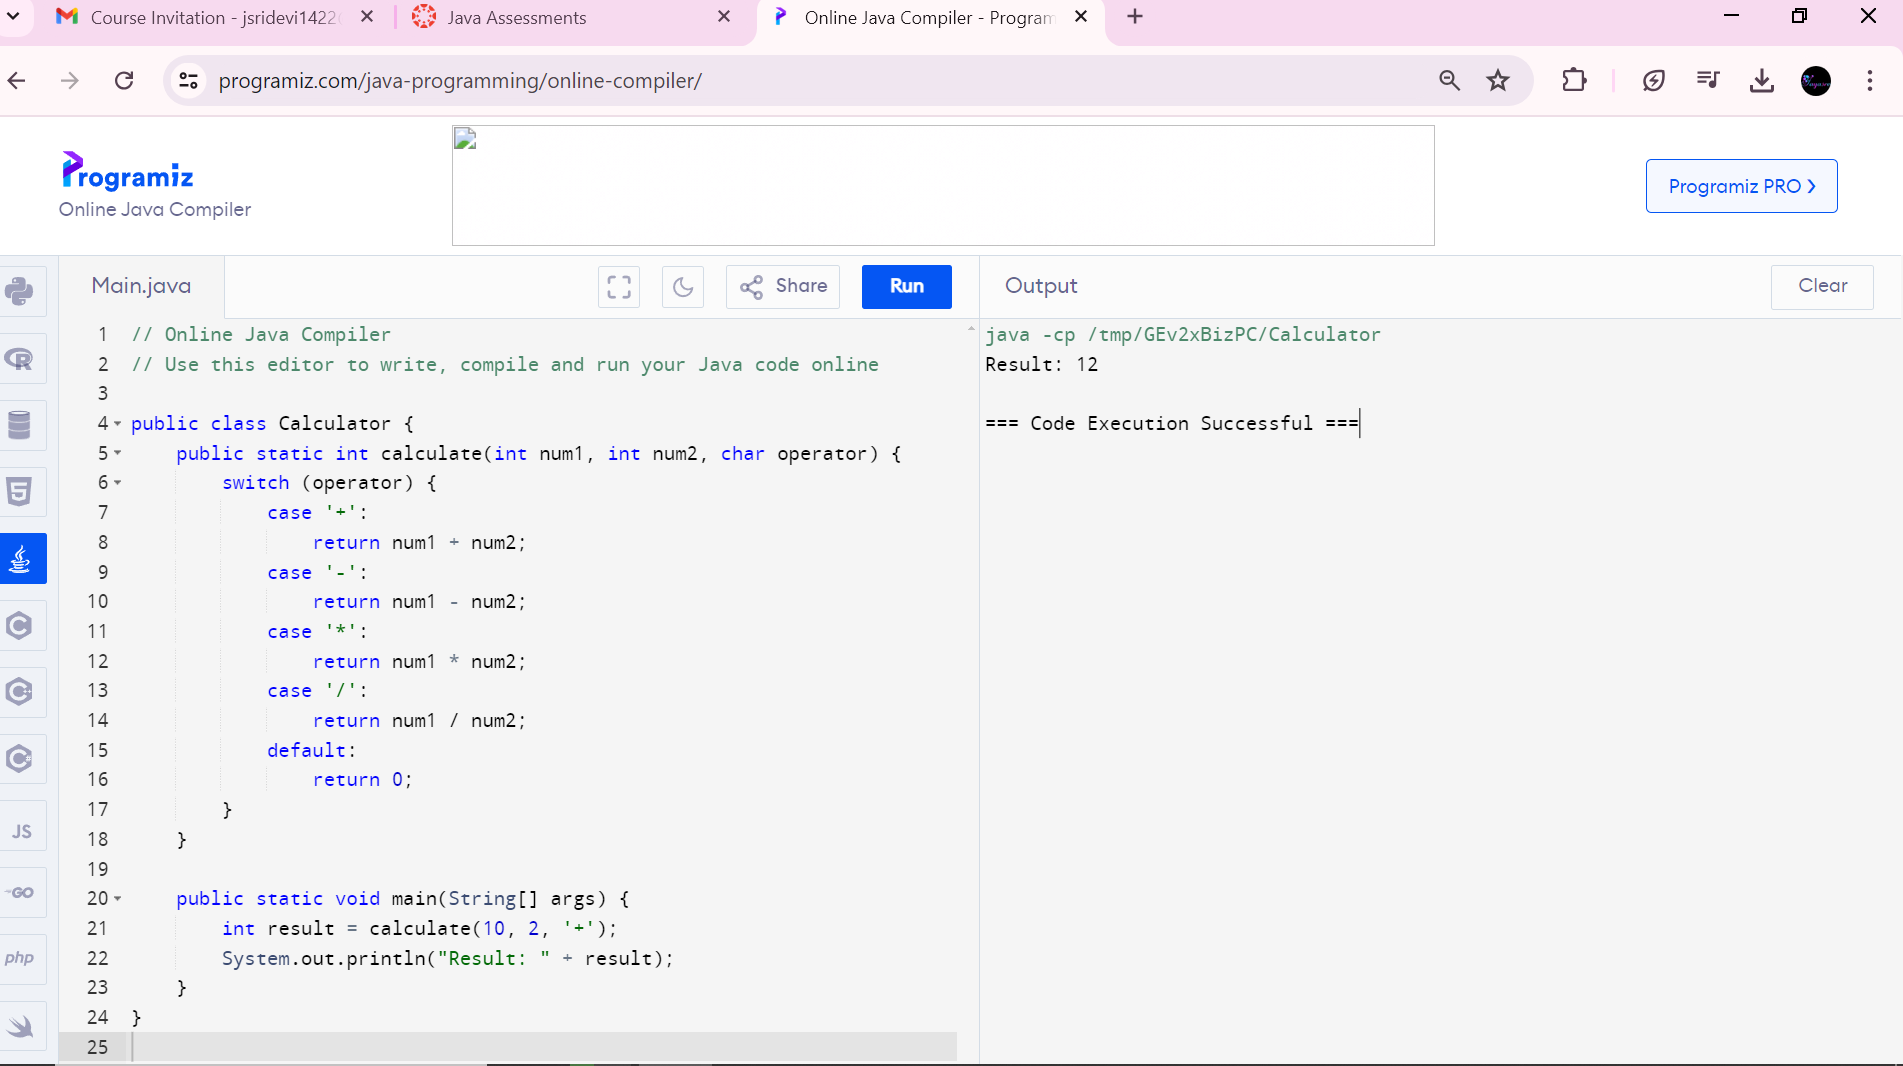 Course Invitation - jsridevi1422
Java Assessments
Online Java Compiler - Program
programiz.com/java-programming/online-compiler/
Programiz
Online Java Compiler
Programiz PRO
Main.java
Share
Run
Output
Clear
1 // Online Java Compiler
2 // Use this editor to write, compile and run your Java code online
3
4 public class Calculator {
5     public static int calculate(int num1, int num2, char operator) {
6         switch (operator) {
7             case '+':
8                 return num1 + num2;
9             case '-':
10                 return num1 - num2;
11             case '*':
12                 return num1 * num2;
13             case '/':
14                 return num1 / num2;
15             default:
16                 return 0;
17         }
18     }
19
20     public static void main(String[] args) {
21         int result = calculate(10, 2, '+');
22         System.out.println("Result: " + result);
23     }
24 }
25
java -cp /tmp/GEv2xBizPC/Calculator
Result: 12
=== Code Execution Successful ===
R
5
C
C
C
JS
GO
php